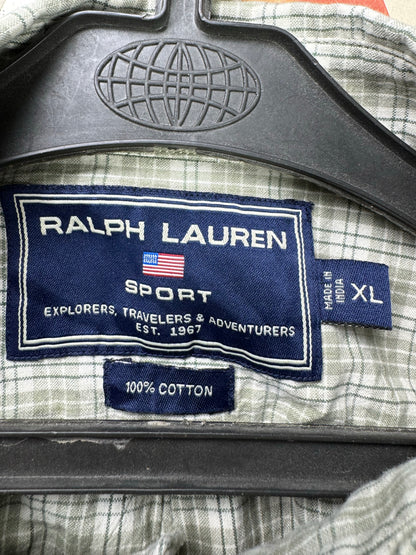 RALPH LAUREN
SPORT
EXPLORERS, TRAVELERS & ADVENTURERS
EST. 1967
MADE IN
INDIA
XL
100% COTTON